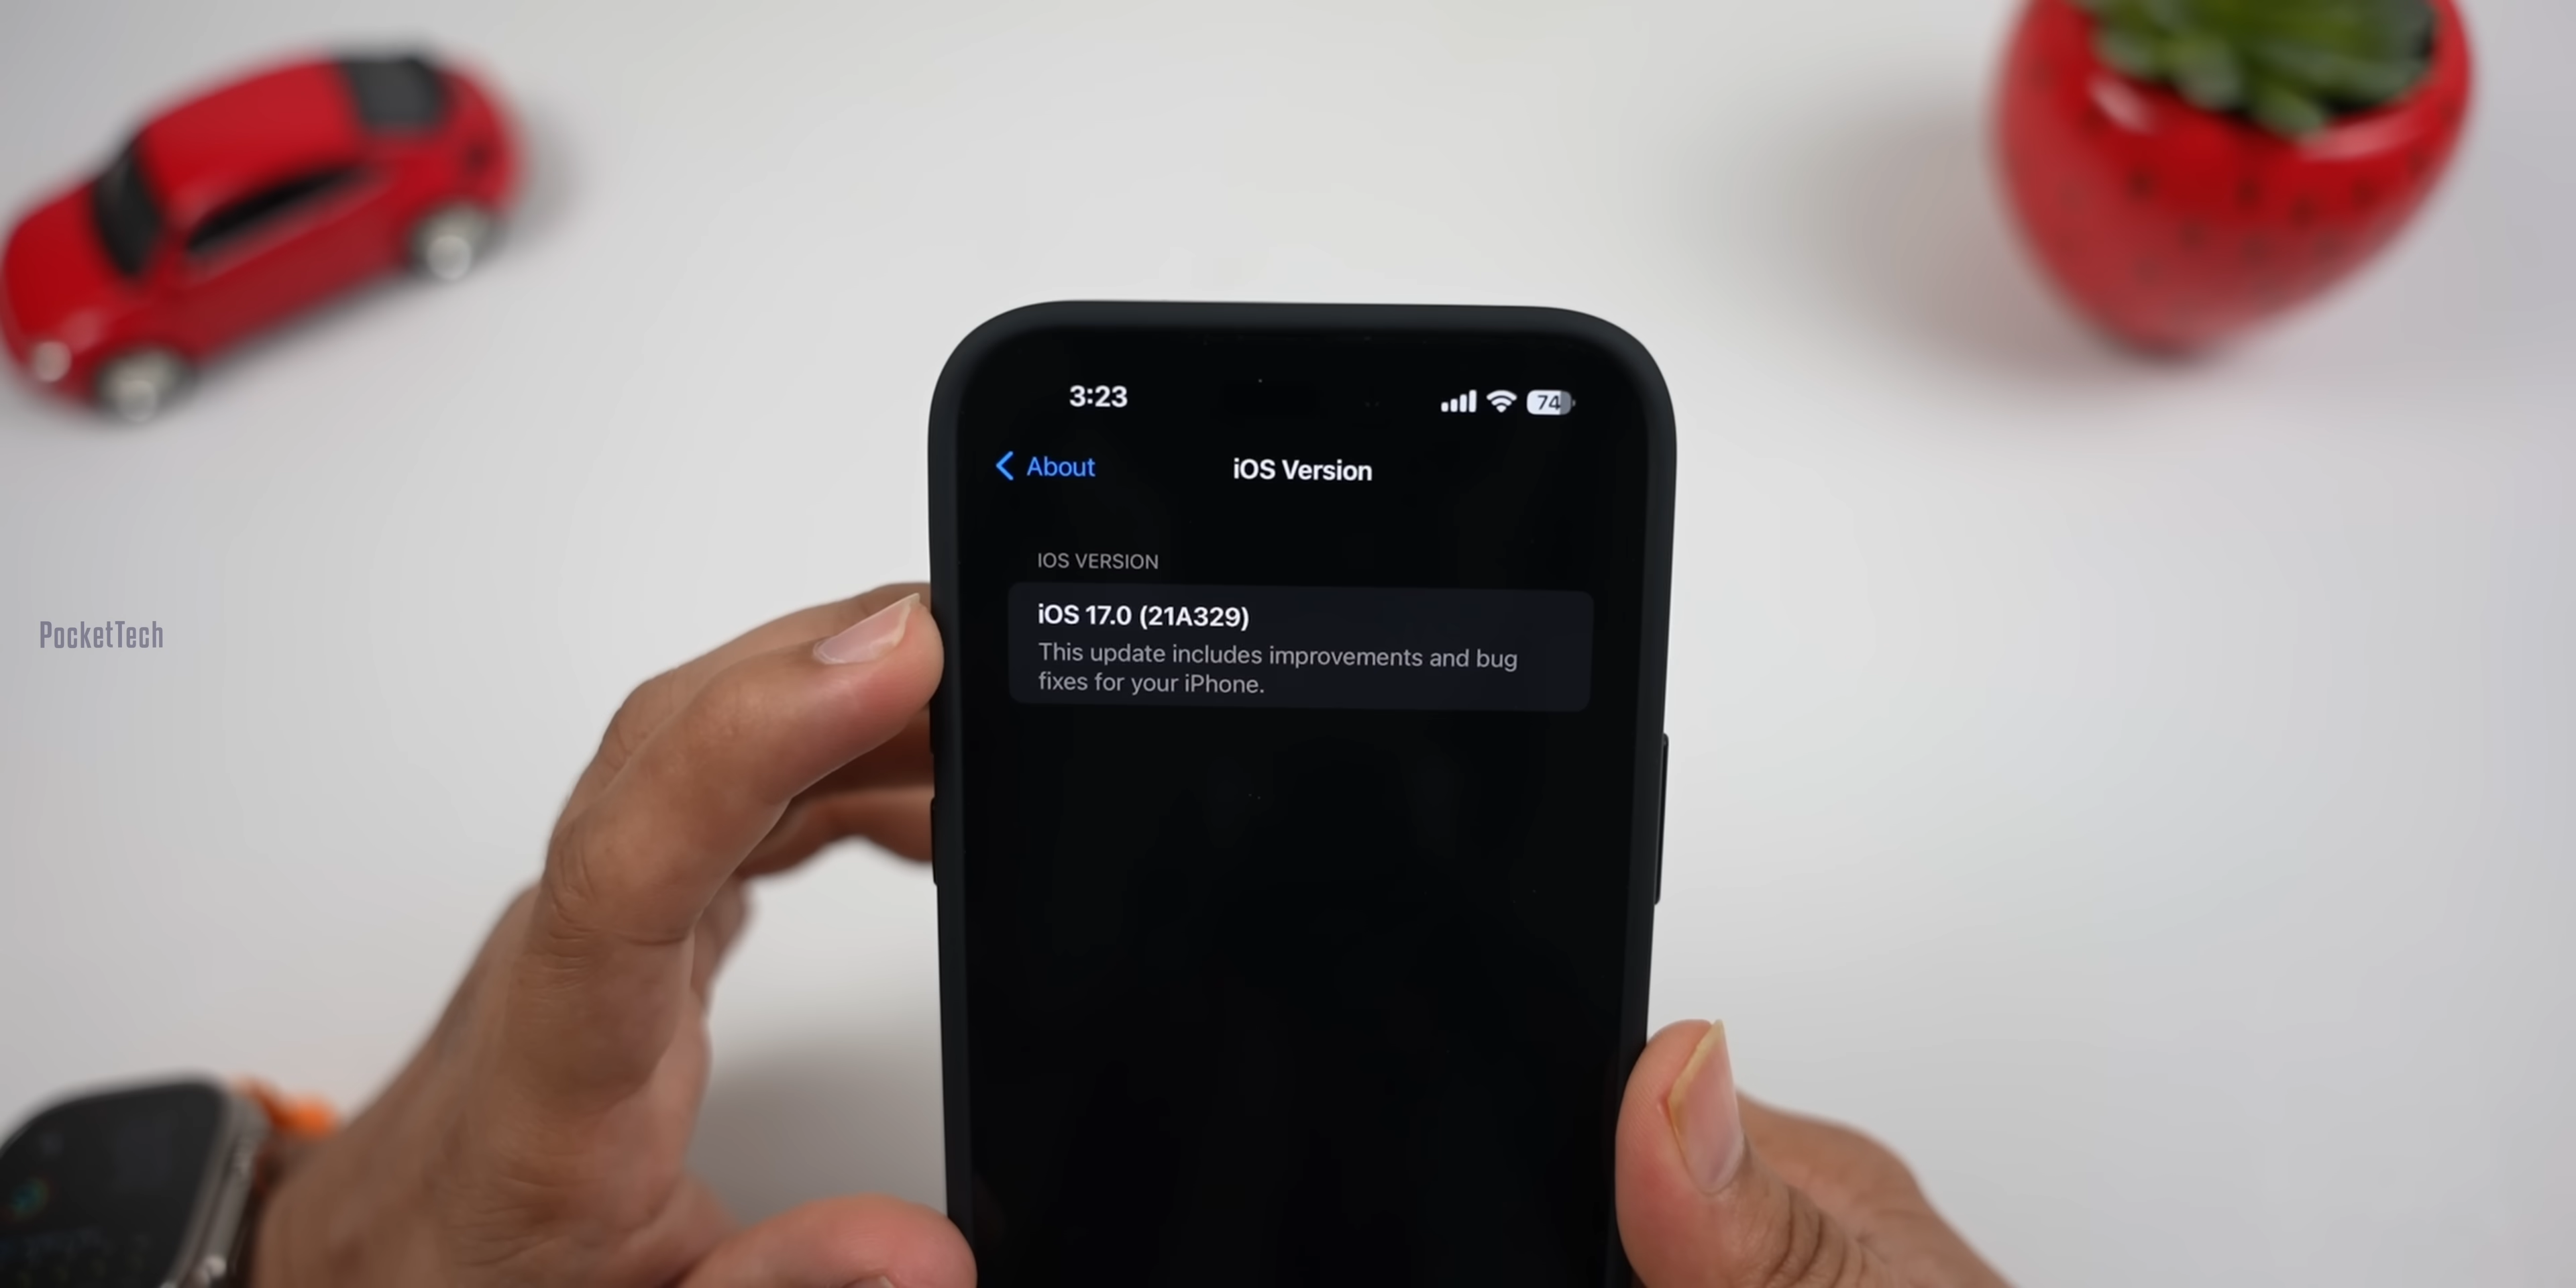 3:23
74
About
iOS Version
IOS VERSION
iOS 17.0 (21A329)
This update includes improvements and bug
fixes for your iPhone.
PocketTech